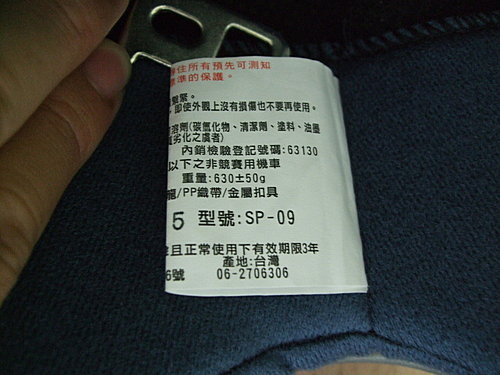 住所有預先可測知
標準的保護。
繫緊。
，即使外觀上沒有損傷也不要再使用。
溶劑(碳氫化物、清潔劑、塗料、油墨
劣化之虞者)
內銷檢驗登記號碼:63130
以下之非競賽用機車
重量:630±50g
龍/PP織帶/金屬扣具
5 型號:SP-09
且正常使用下有效期限3年
產地:台灣
6號 06-2706306